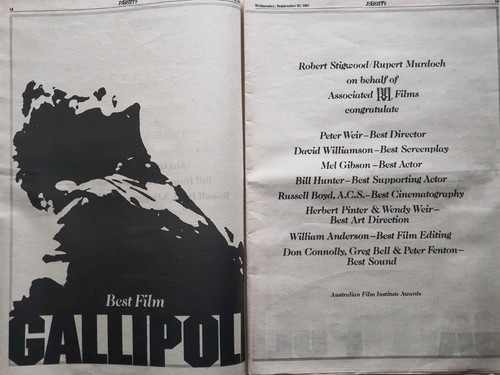 VARIETY
Best Film
GALLIPOLI
VARIETY
Wednesday, September 23, 1981
Robert Stigwood/Rupert Murdoch
on behalf of
Associated R&R Films
congratulate
Peter Weir–Best Director
David Williamson–Best Screenplay
Mel Gibson–Best Actor
Bill Hunter–Best Supporting Actor
Russell Boyd, A.C.S.–Best Cinematography
Herbert Pinter & Wendy Weir–
Best Art Direction
William Anderson–Best Film Editing
Don Connolly, Greg Bell & Peter Fenton–
Best Sound
Australian Film Institute Awards